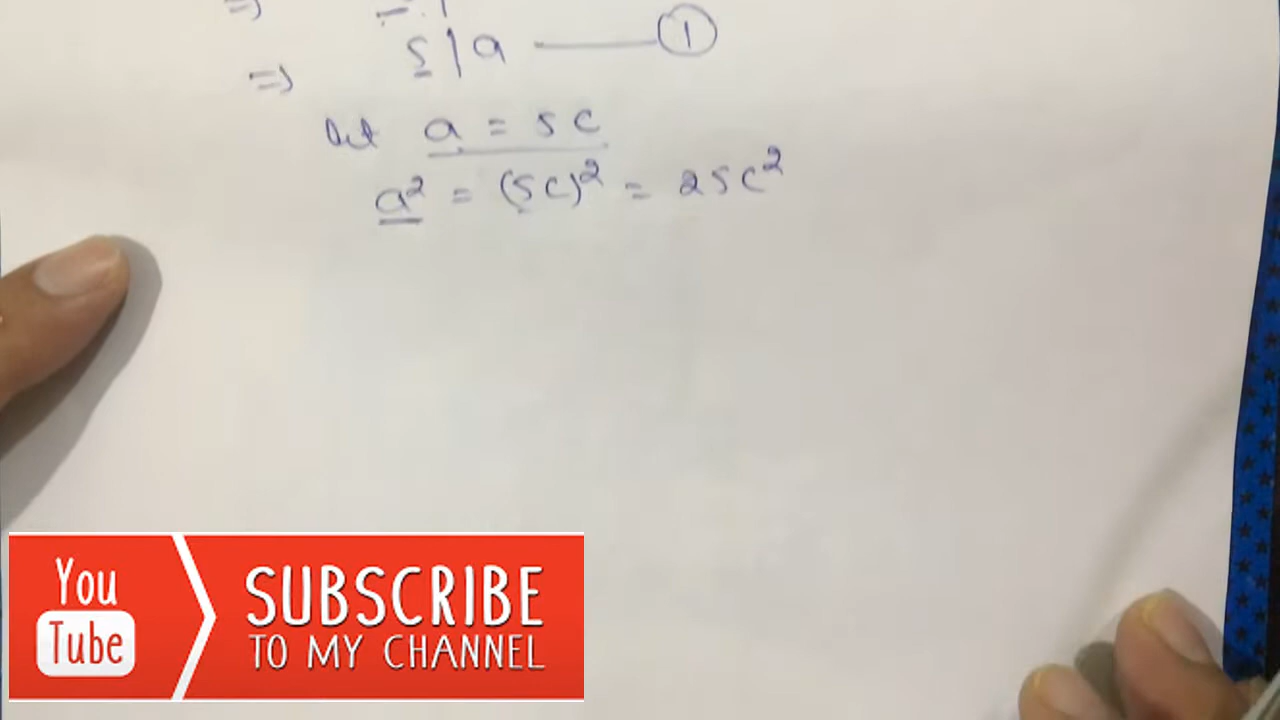 =>
5 | a ——— ①
=>
let a = 5c
a² = (5c)² = 25c²
You
Tube
SUBSCRIBE
TO MY CHANNEL